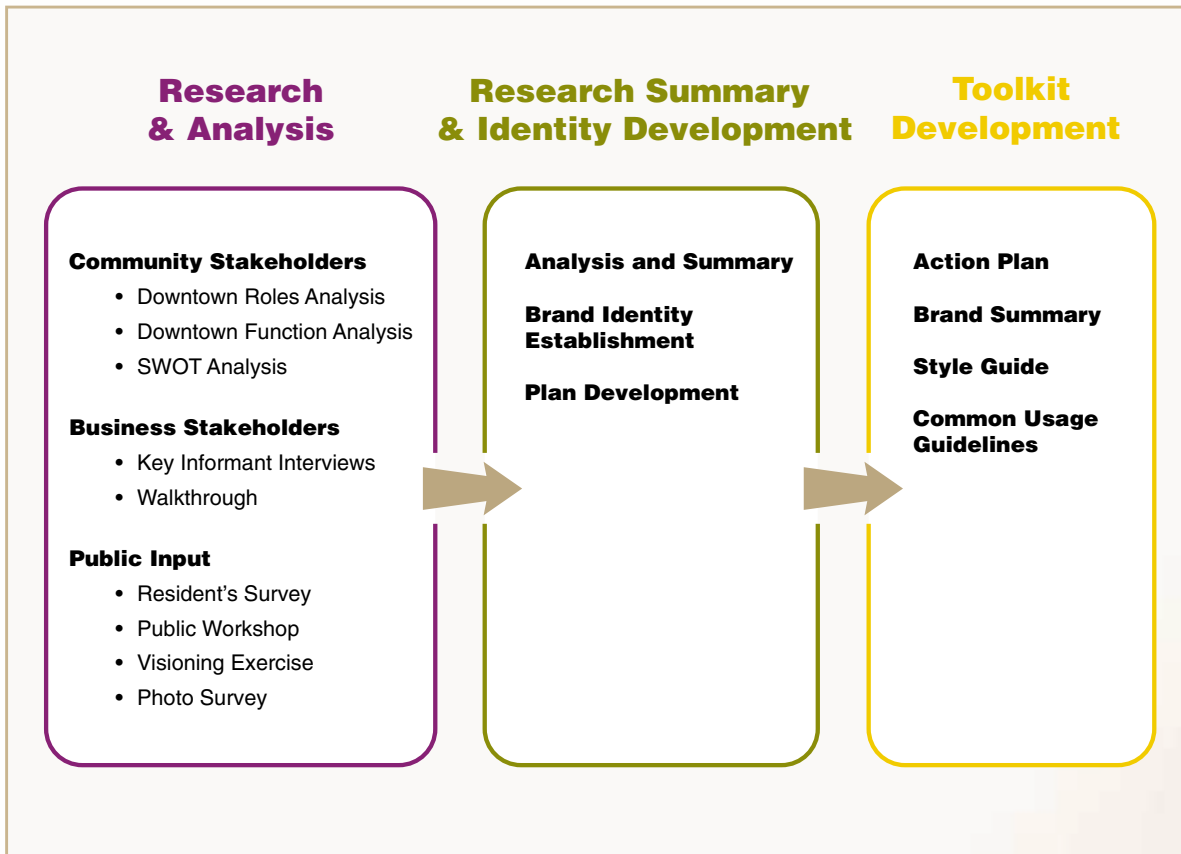 Research
& Analysis
Community Stakeholders
• Downtown Roles Analysis
• Downtown Function Analysis
• SWOT Analysis
Business Stakeholders
• Key Informant Interviews
• Walkthrough
Public Input
• Resident’s Survey
• Public Workshop
• Visioning Exercise
• Photo Survey
Research Summary
& Identity Development
Analysis and Summary
Brand Identity
Establishment
Plan Development
Toolkit
Development
Action Plan
Brand Summary
Style Guide
Common Usage
Guidelines